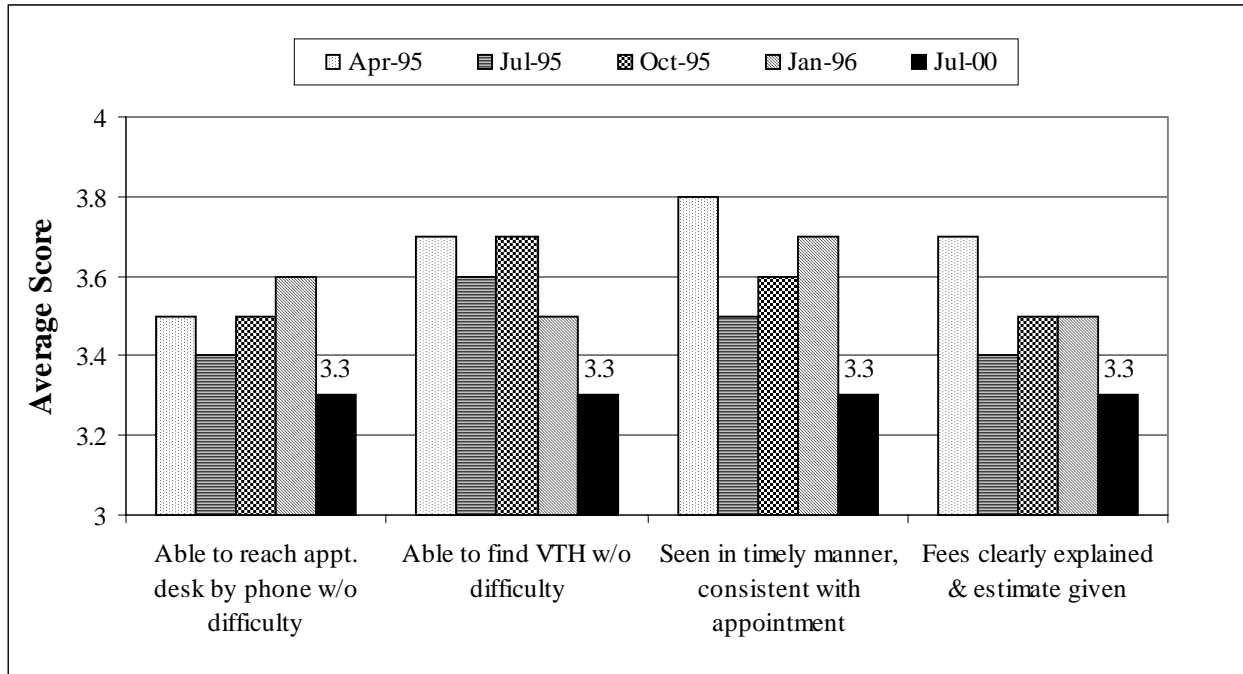 Apr-95 Jul-95 Oct-95 Jan-96 Jul-00
4
3.8
3.6
3.4
3.2
3
Average Score
3.3 3.3 3.3 3.3
Able to reach appt.
desk by phone w/o
difficulty
Able to find VTH w/o
difficulty
Seen in timely manner,
consistent with
appointment
Fees clearly explained
& estimate given